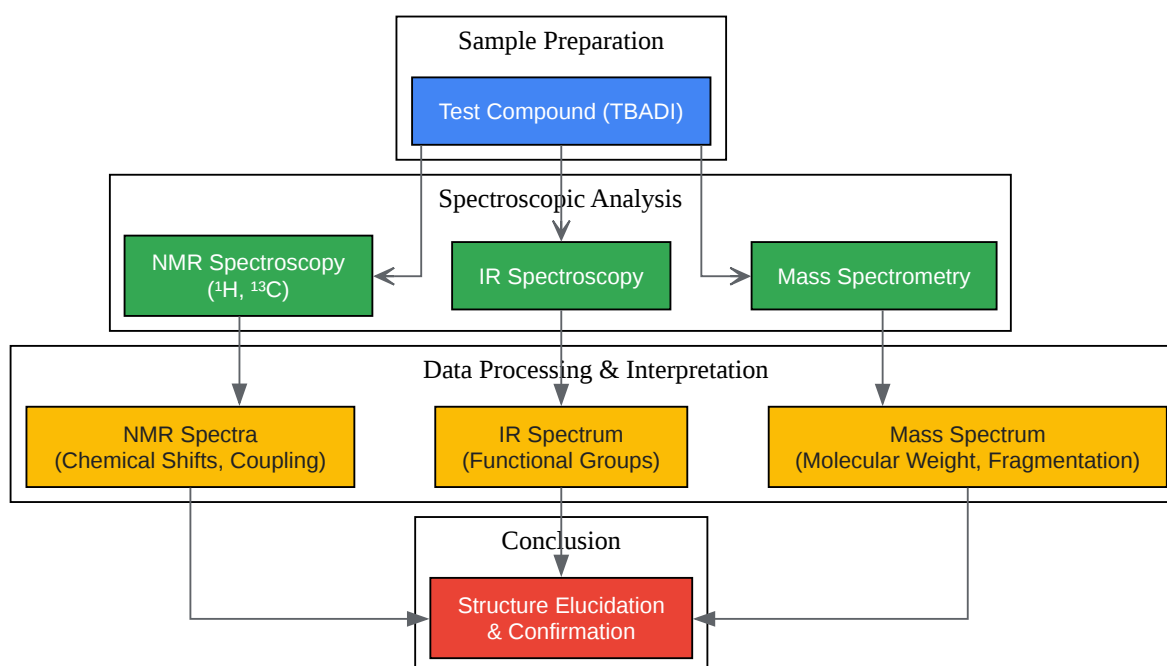 Sample Preparation
Test Compound (TBADI)
Spectroscopic Analysis
NMR Spectroscopy
(¹H, ¹³C)
IR Spectroscopy
Mass Spectrometry
Data Processing & Interpretation
NMR Spectra
(Chemical Shifts, Coupling)
IR Spectrum
(Functional Groups)
Mass Spectrum
(Molecular Weight, Fragmentation)
Conclusion
Structure Elucidation
& Confirmation